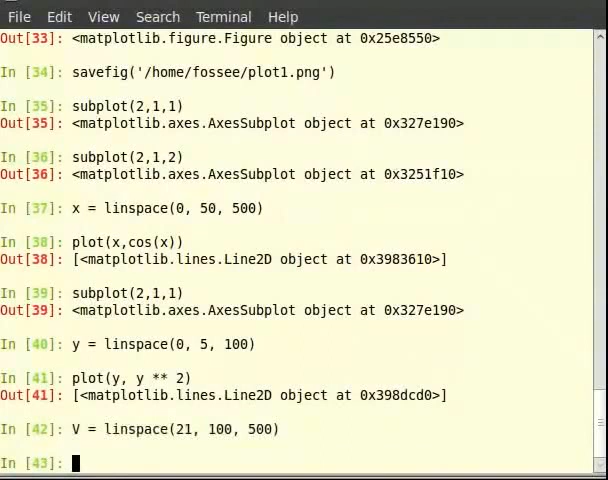 File Edit View Search Terminal Help
Out[33]: <matplotlib.figure.Figure object at 0x25e8550>
In [34]: savefig('/home/fossee/plot1.png')
In [35]: subplot(2,1,1)
Out[35]: <matplotlib.axes.AxesSubplot object at 0x327e190>
In [36]: subplot(2,1,2)
Out[36]: <matplotlib.axes.AxesSubplot object at 0x3251f10>
In [37]: x = linspace(0, 50, 500)
In [38]: plot(x,cos(x))
Out[38]: [<matplotlib.lines.Line2D object at 0x3983610>]
In [39]: subplot(2,1,1)
Out[39]: <matplotlib.axes.AxesSubplot object at 0x327e190>
In [40]: y = linspace(0, 5, 100)
In [41]: plot(y, y ** 2)
Out[41]: [<matplotlib.lines.Line2D object at 0x398dcd0>]
In [42]: V = linspace(21, 100, 500)
In [43]: